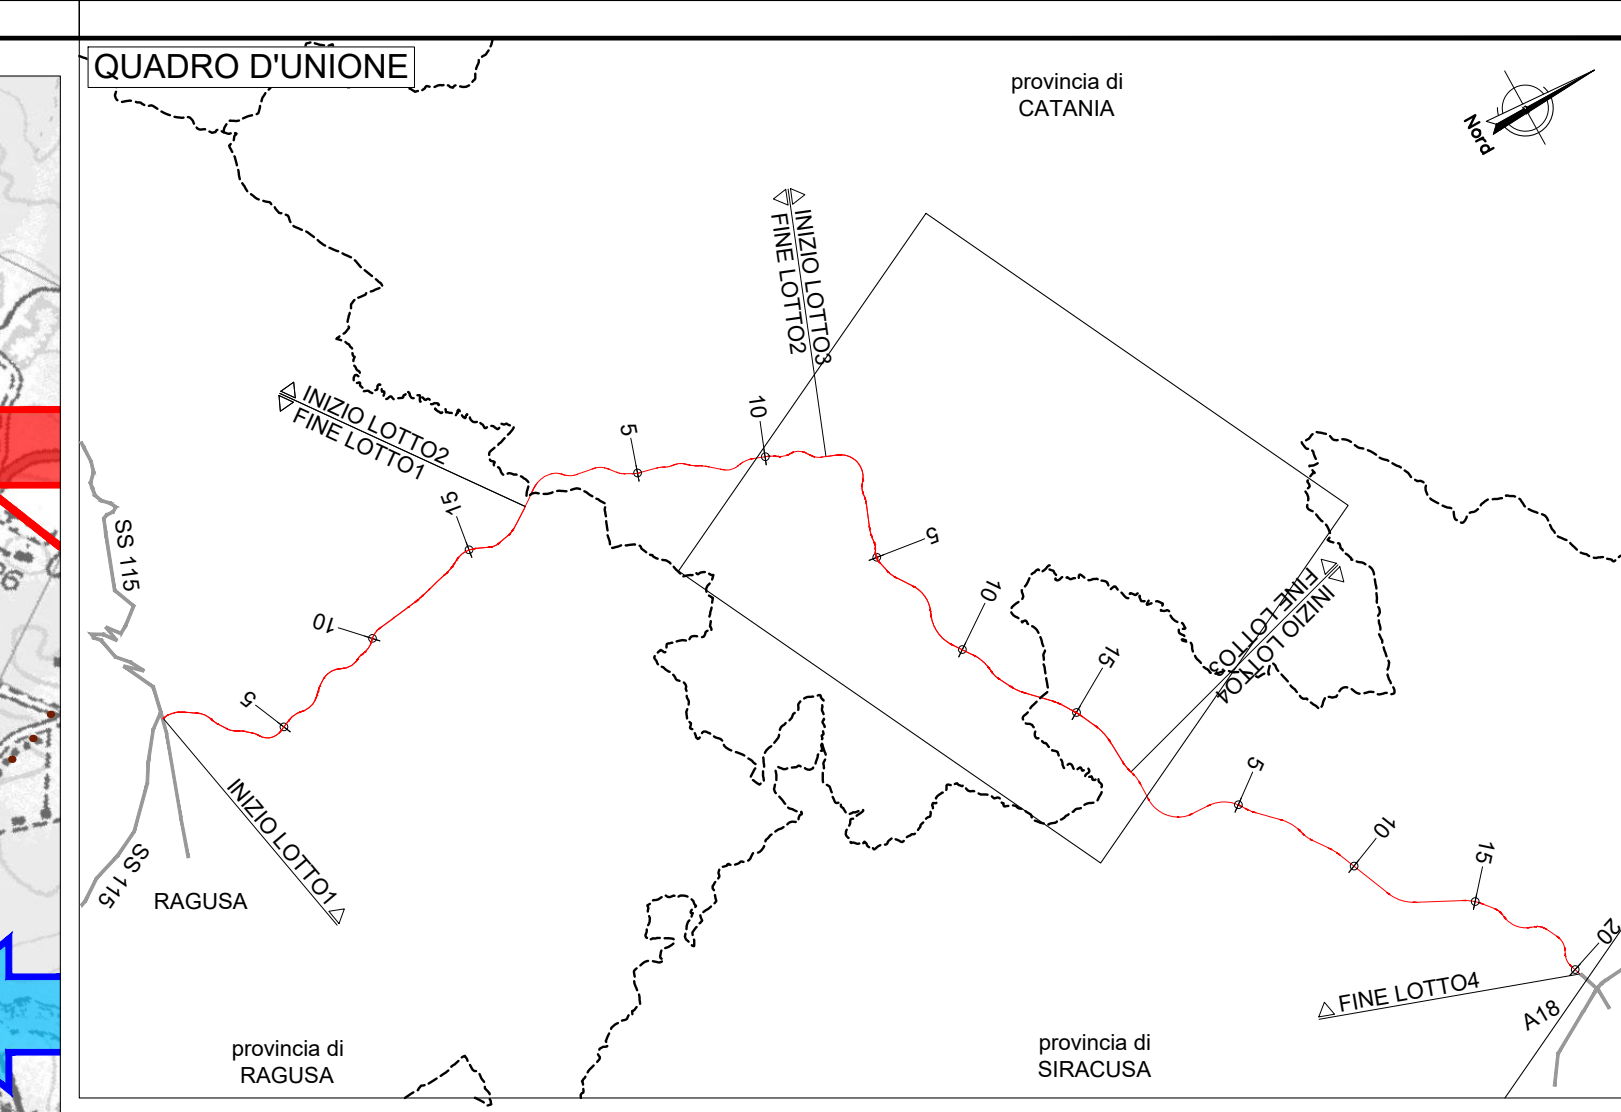 QUADRO D'UNIONE
provincia di
CATANIA
Nord
INIZIO LOTTO3
FINE LOTTO2
INIZIO LOTTO2
FINE LOTTO1
5
10
15
10
5
SS 115
SS 115
RAGUSA
INIZIO LOTTO1
5
10
15
FINE LOTTO3
INIZIO LOTTO4
5
10
15
20
FINE LOTTO4
A18
provincia di
RAGUSA
provincia di
SIRACUSA